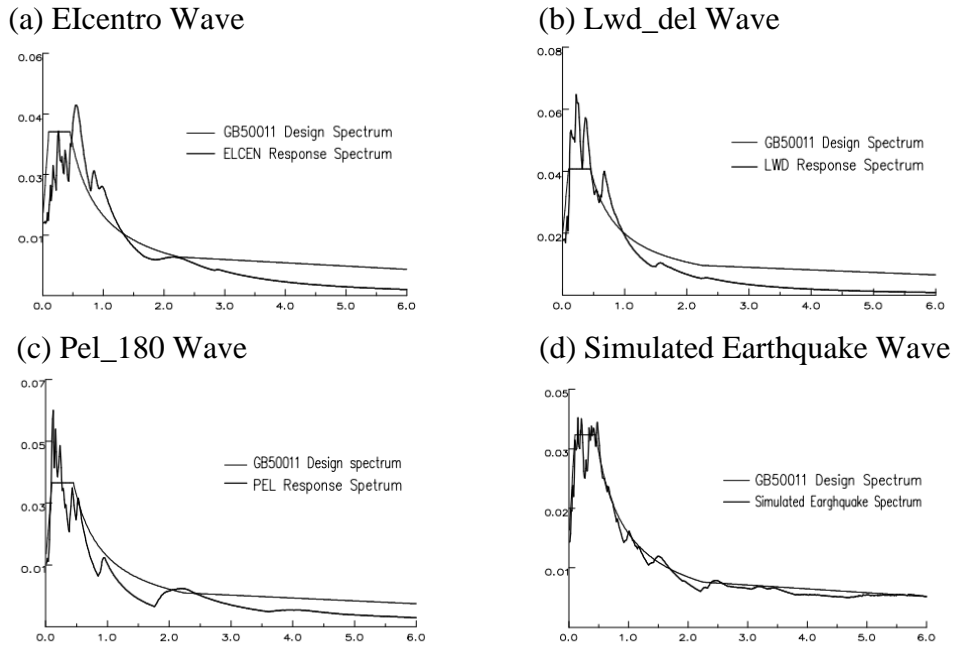 (a) EIcentro Wave
0.06
0.04
0.03
0.01
GB50011 Design Spectrum
ELCEN Response Spectrum
0.0 1.0 2.0 3.0 4.0 5.0 6.0
(b) Lwd_del Wave
0.08
0.06
0.04
0.02
GB50011 Design Spectrum
LWD Response Spectrum
0.0 1.0 2.0 3.0 4.0 5.0 6.0
(c) Pel_180 Wave
0.07
0.05
0.03
0.01
GB50011 Design spectrum
PEL Response Spetrum
0.0 1.0 2.0 3.0 4.0 5.0 6.0
(d) Simulated Earthquake Wave
0.05
0.03
0.02
0.01
GB50011 Design Spectrum
Simulated Earghquake Spectrum
0.0 1.0 2.0 3.0 4.0 5.0 6.0